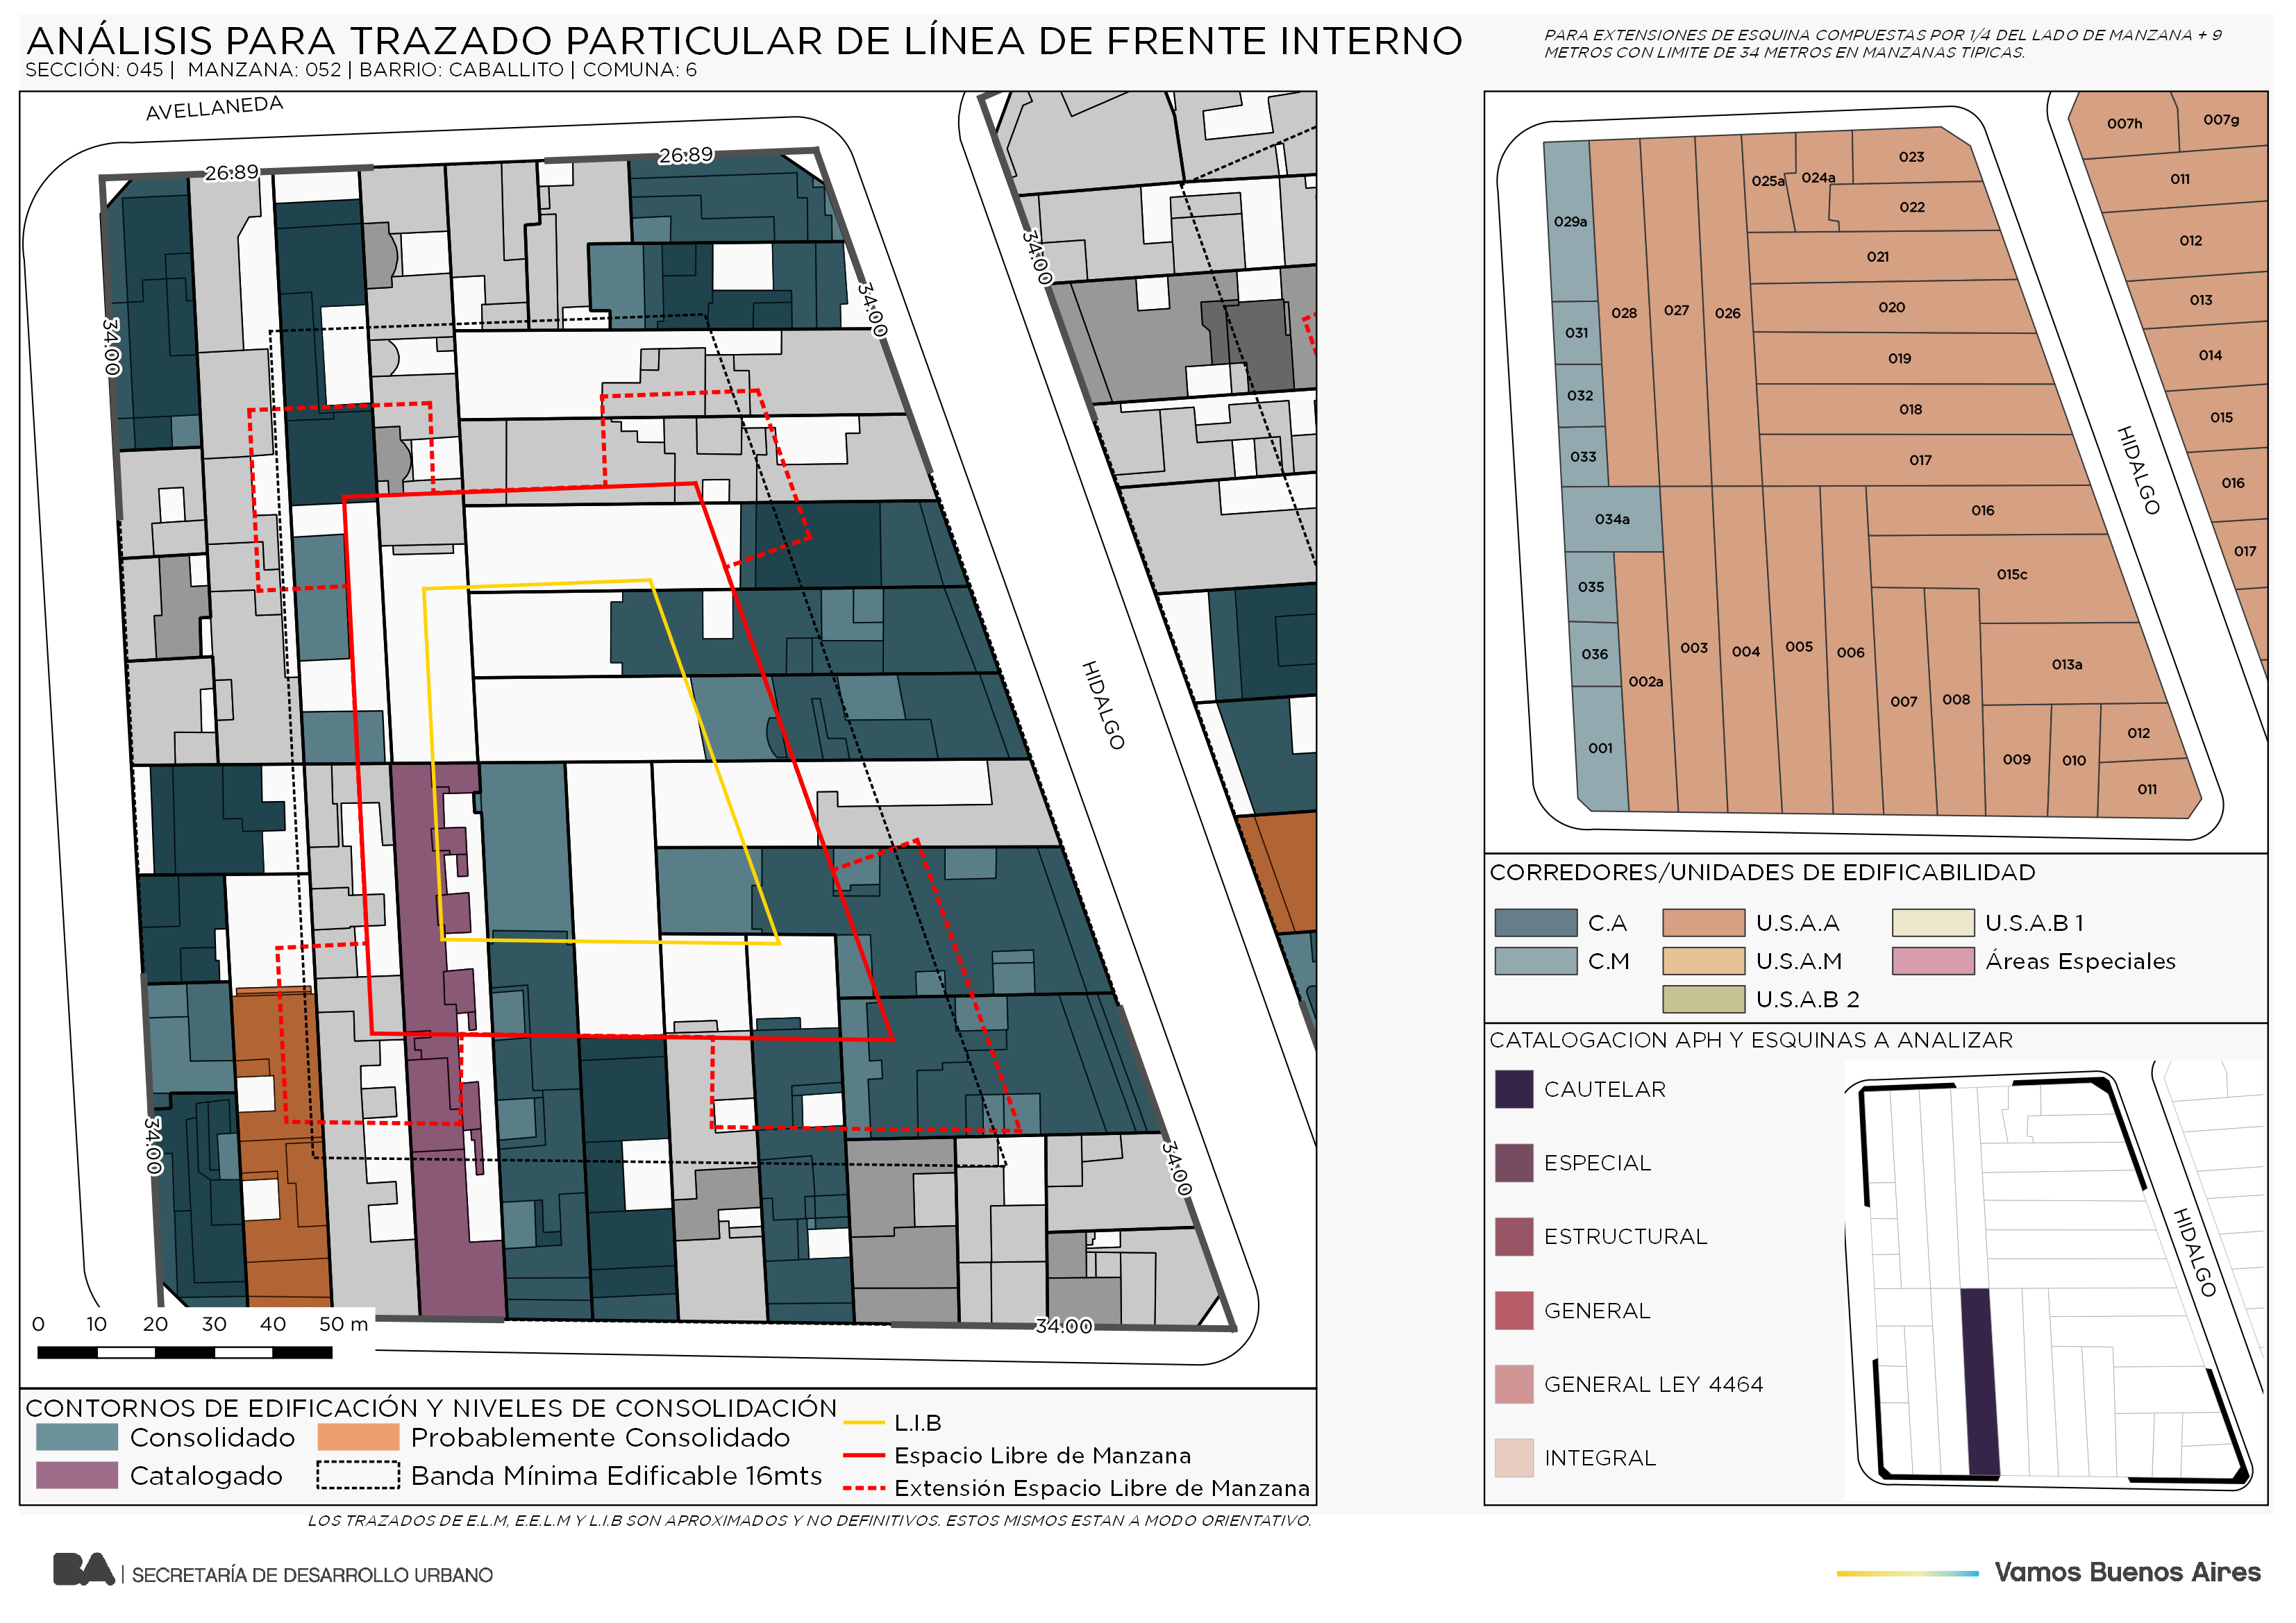 ANÁLISIS PARA TRAZADO PARTICULAR DE LÍNEA DE FRENTE INTERNO
SECCIÓN: 045 | MANZANA: 052 | BARRIO: CABALLITO | COMUNA: 6
PARA EXTENSIONES DE ESQUINA COMPUESTAS POR 1/4 DEL LADO DE MANZANA + 9
METROS CON LIMITE DE 34 METROS EN MANZANAS TIPICAS.
AVELLANEDA
26.89
26.89
34.00
34.00
34.00
HIDALGO
34.00
34.00
34.00
0 10 20 30 40 50 m
CONTORNOS DE EDIFICACIÓN Y NIVELES DE CONSOLIDACIÓN
Consolidado
Probablemente Consolidado
Catalogado
Banda Mínima Edificable 16mts
L.I.B
Espacio Libre de Manzana
Extensión Espacio Libre de Manzana
LOS TRAZADOS DE E.L.M, E.E.L.M Y L.I.B SON APROXIMADOS Y NO DEFINITIVOS. ESTOS MISMOS ESTAN A MODO ORIENTATIVO.
007h
007g
023
025a
024a
011
022
029a
012
021
013
020
028
027
026
031
014
019
032
018
015
033
017
HIDALGO
016
034a
016
017
015c
035
003
004
005
006
036
013a
002a
007
008
001
012
009
010
011
CORREDORES/UNIDADES DE EDIFICABILIDAD
C.A
U.S.A.A
U.S.A.B 1
C.M
U.S.A.M
Áreas Especiales
U.S.A.B 2
CATALOGACION APH Y ESQUINAS A ANALIZAR
CAUTELAR
ESPECIAL
ESTRUCTURAL
GENERAL
GENERAL LEY 4464
INTEGRAL
HIDALGO
BA | SECRETARÍA DE DESARROLLO URBANO
Vamos Buenos Aires